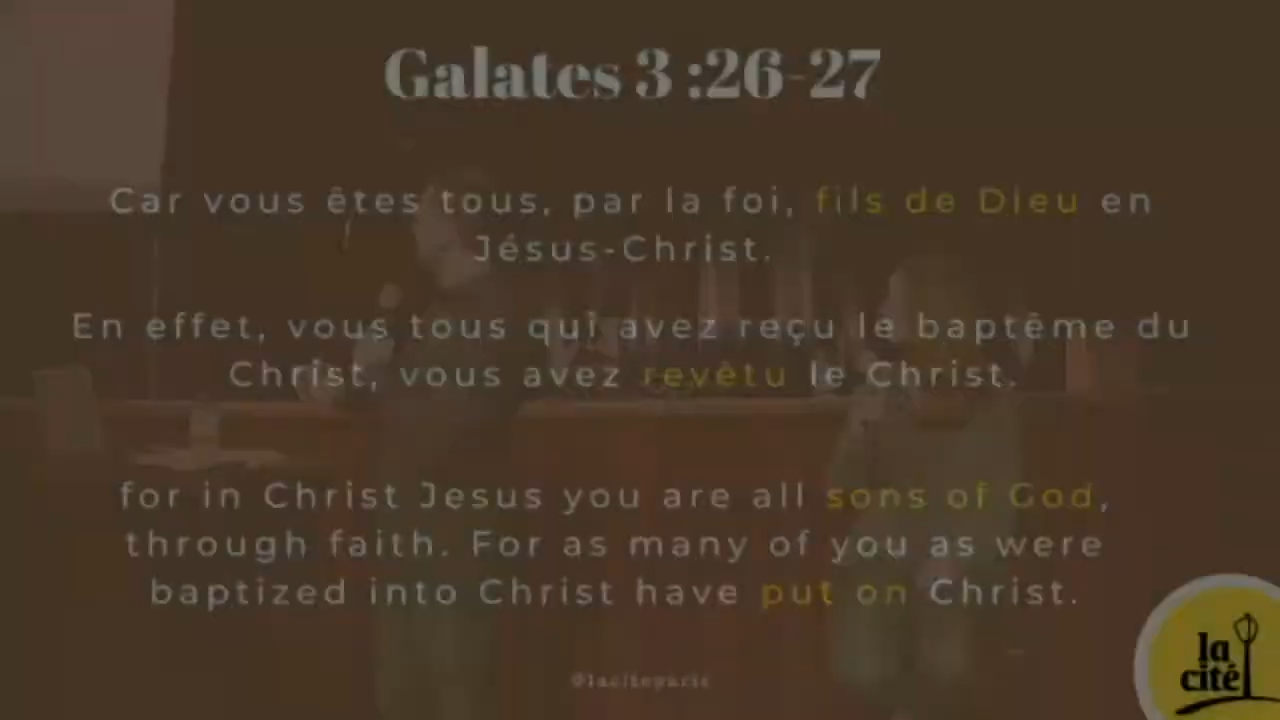 Galates 3 :26-27
Car vous êtes tous, par la foi, fils de Dieu en
Jésus-Christ.
En effet, vous tous qui avez reçu le baptême du
Christ, vous avez revêtu le Christ.
for in Christ Jesus you are all sons of God,
through faith. For as many of you as were
baptized into Christ have put on Christ.
@laciteparis
la
cité